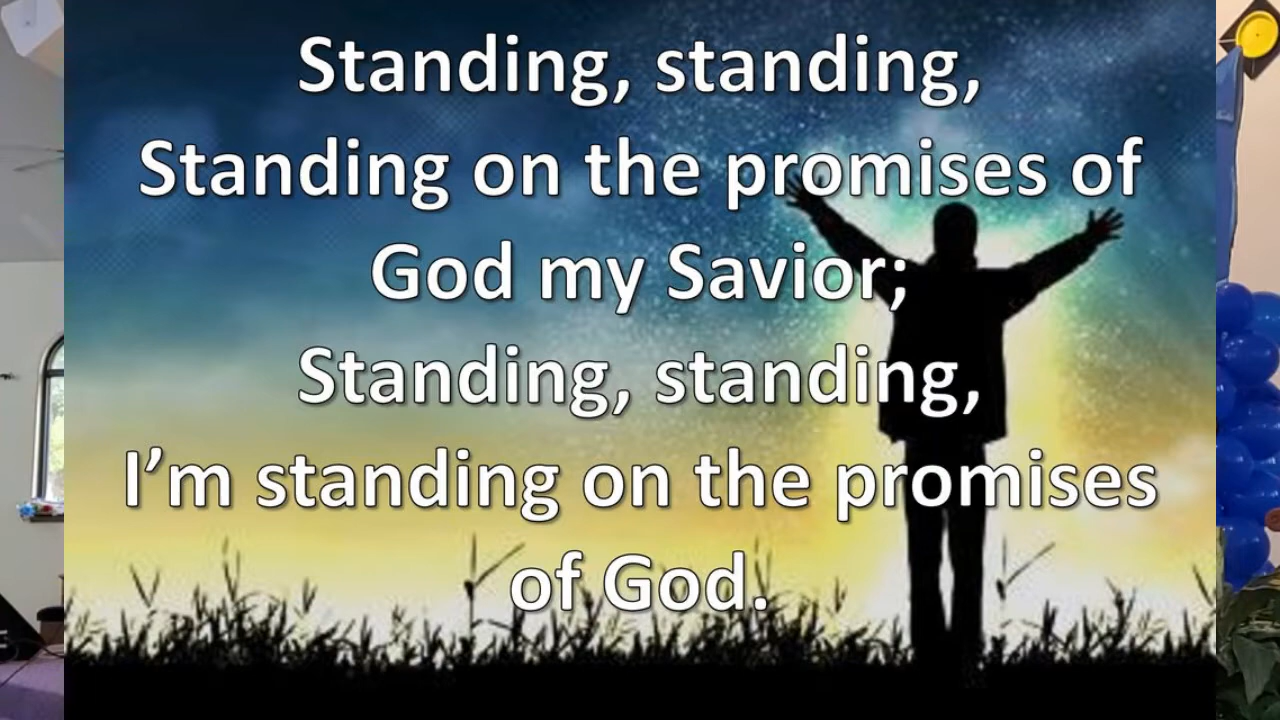 Standing, standing,
Standing on the promises of
God my Savior;
Standing, standing,
I’m standing on the promises
of God.